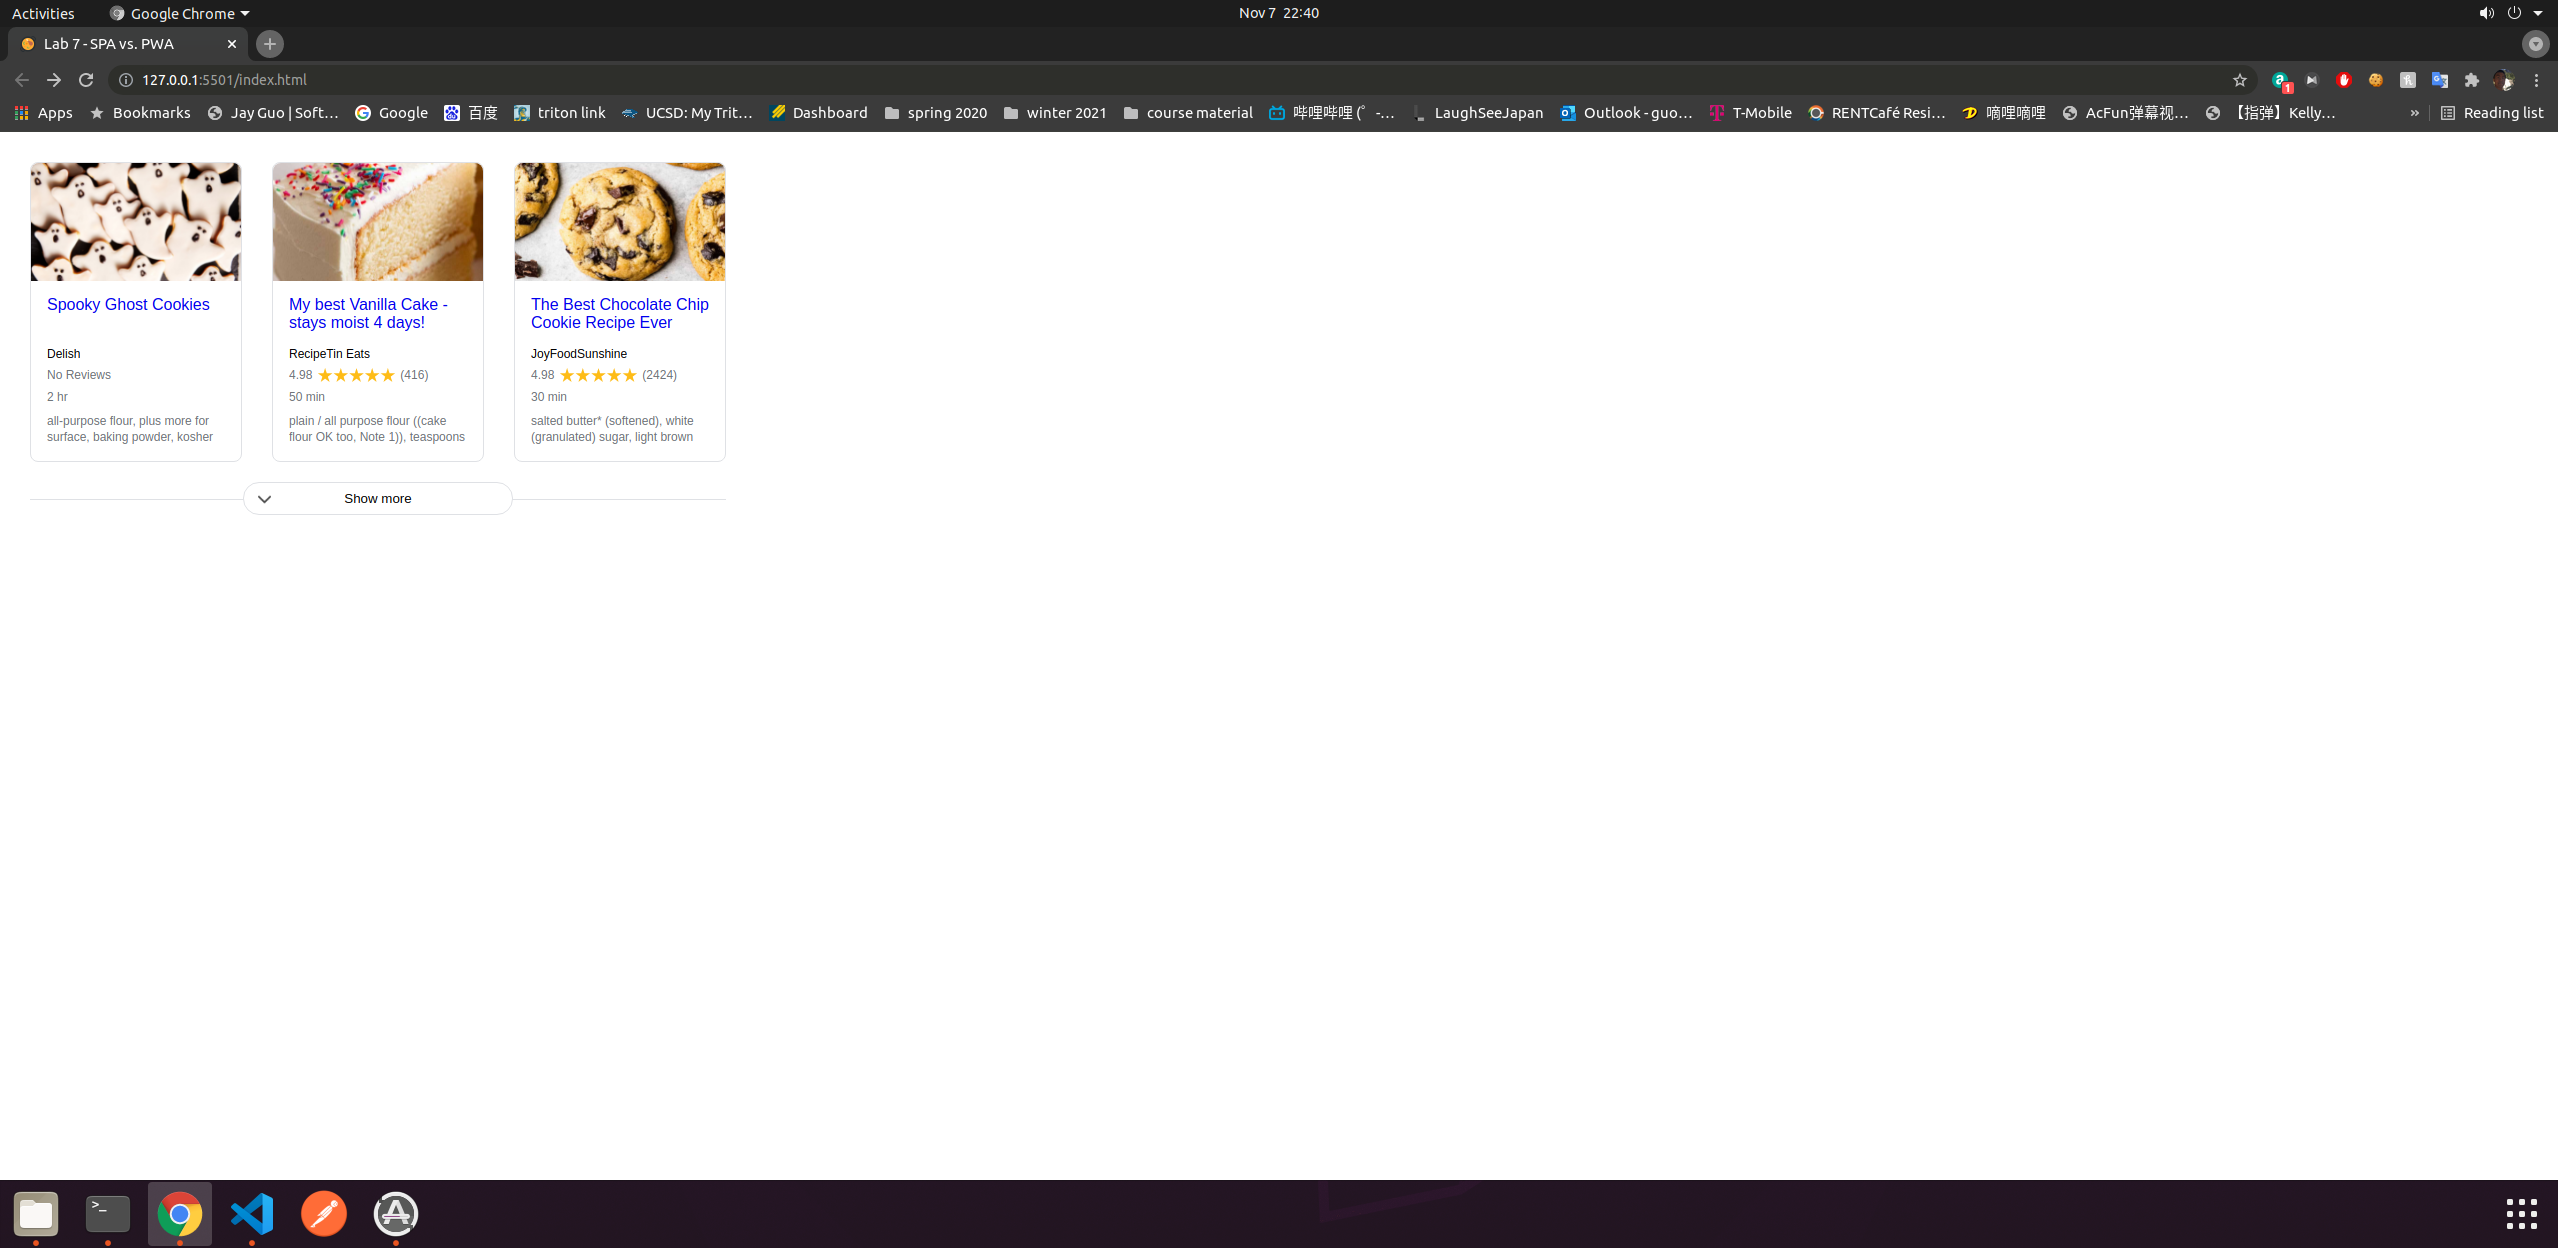 Activities
Google Chrome
Nov 7 22:40
Lab 7 - SPA vs. PWA
127.0.0.1:5501/index.html
1
Apps
Bookmarks
Jay Guo | Soft…
Google
百度
triton link
UCSD: My Trit…
Dashboard
spring 2020
winter 2021
course material
哔哩哔哩 (゜-…
LaughSeeJapan
Outlook - guo…
T-Mobile
RENTCafé Resi…
嘀哩嘀哩
AcFun弹幕视…
【指弹】Kelly…
»
Reading list
Spooky Ghost Cookies
Delish
No Reviews
2 hr
all-purpose flour, plus more for
surface, baking powder, kosher
My best Vanilla Cake -
stays moist 4 days!
RecipeTin Eats
4.98 ★★★★★ (416)
50 min
plain / all purpose flour ((cake
flour OK too, Note 1)), teaspoons
The Best Chocolate Chip
Cookie Recipe Ever
JoyFoodSunshine
4.98 ★★★★★ (2424)
30 min
salted butter* (softened), white
(granulated) sugar, light brown
Show more
>_